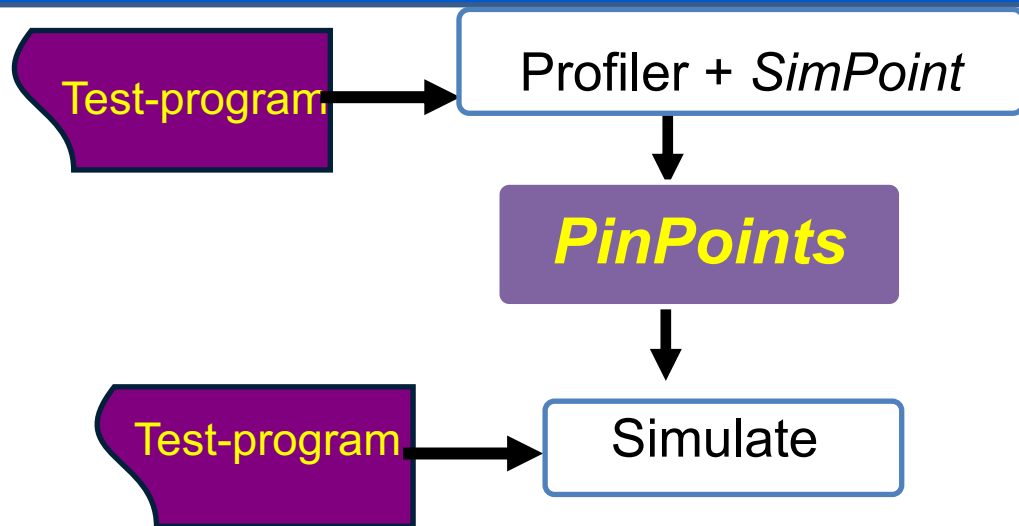 Test-program
Profiler + SimPoint
PinPoints
Test-program
Simulate